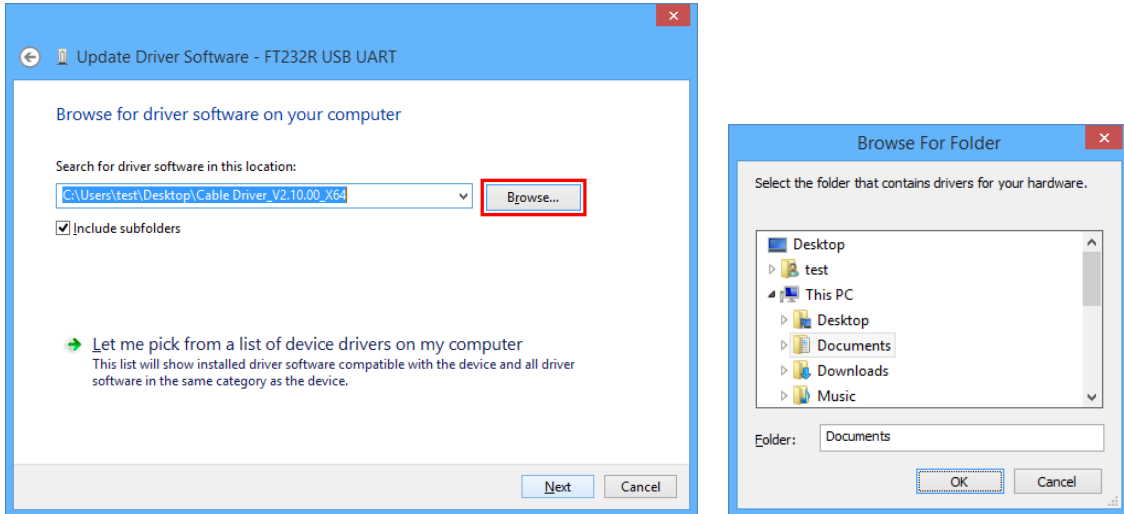 Update Driver Software - FT232R USB UART
Browse for driver software on your computer
Search for driver software in this location:
C:\Users\test\Desktop\Cable Driver_V2.10.00_X64
Browse...
Include subfolders
Let me pick from a list of device drivers on my computer
This list will show installed driver software compatible with the device and all driver
software in the same category as the device.
Next
Cancel
Browse For Folder
Select the folder that contains drivers for your hardware.
Desktop
test
This PC
Desktop
Documents
Downloads
Music
Folder:
Documents
OK
Cancel